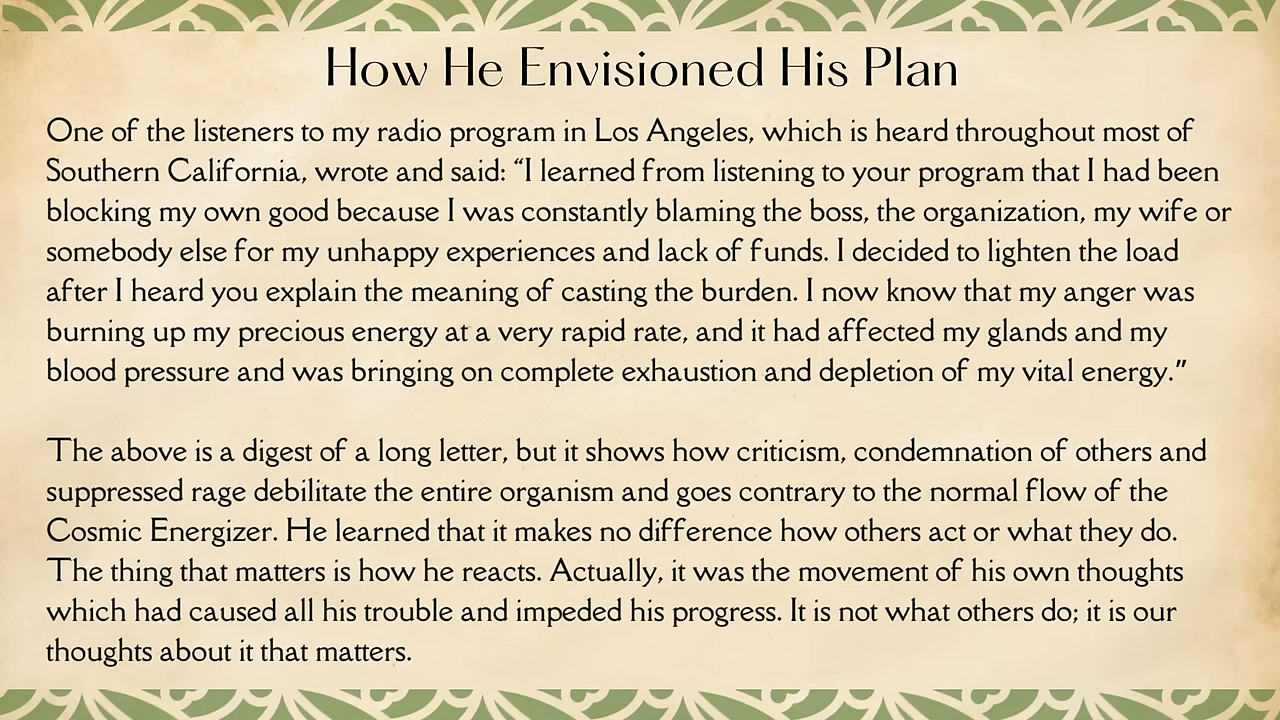 How He Envisioned His Plan
One of the listeners to my radio program in Los Angeles, which is heard throughout most of
Southern California, wrote and said: “I learned from listening to your program that I had been
blocking my own good because I was constantly blaming the boss, the organization, my wife or
somebody else for my unhappy experiences and lack of funds. I decided to lighten the load
after I heard you explain the meaning of casting the burden. I now know that my anger was
burning up my precious energy at a very rapid rate, and it had affected my glands and my
blood pressure and was bringing on complete exhaustion and depletion of my vital energy.”
The above is a digest of a long letter, but it shows how criticism, condemnation of others and
suppressed rage debilitate the entire organism and goes contrary to the normal flow of the
Cosmic Energizer. He learned that it makes no difference how others act or what they do.
The thing that matters is how he reacts. Actually, it was the movement of his own thoughts
which had caused all his trouble and impeded his progress. It is not what others do; it is our
thoughts about it that matters.